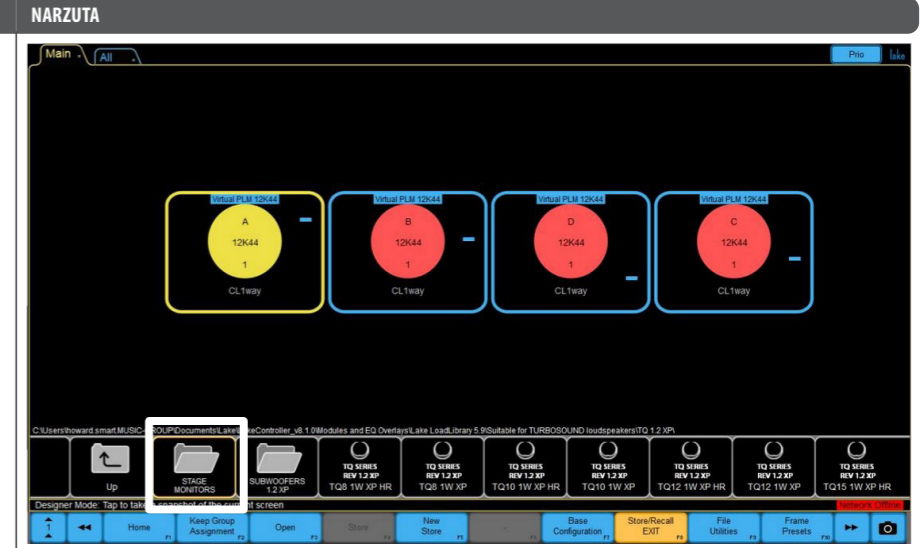 NARZUTA
Main All Prio lake
Virtual PLM 12K44 Virtual PLM 12K44 Virtual PLM 12K44 Virtual PLM 12K44
A B D C
12K44 12K44 12K44 12K44
1 1 1 1
CL1way CL1way CL1way CL1way
C:\Users\howard.smart.MUSIC-GROUP\Documents\Lake\LakeController_v8.1.0\Modules and EQ Overlays\Lake LoadLibrary 5.9\Suitable for TURBOSOUND loudspeakers\TQ 1.2 XP\
Up
STAGE
MONITORS
SUBWOOFERS
1.2 XP
TQ SERIES
REV 1.2 XP
TQ8 1W XP HR
TQ SERIES
REV 1.2 XP
TQ8 1W XP
TQ SERIES
REV 1.2 XP
TQ10 1W XP HR
TQ SERIES
REV 1.2 XP
TQ10 1W XP
TQ SERIES
REV 1.2 XP
TQ12 1W XP HR
TQ SERIES
REV 1.2 XP
TQ12 1W XP
TQ SERIES
REV 1.2 XP
TQ15 1W XP HR
Designer Mode: Tap to take a snapshot of the current screen Network Offline
1
Home F1
Keep Group
Assignment F2
Open F3
Store F4
New
Store
Base
Configuration
Store/Recall
EXIT F8
File
Utilities F9
Frame
Presets F10